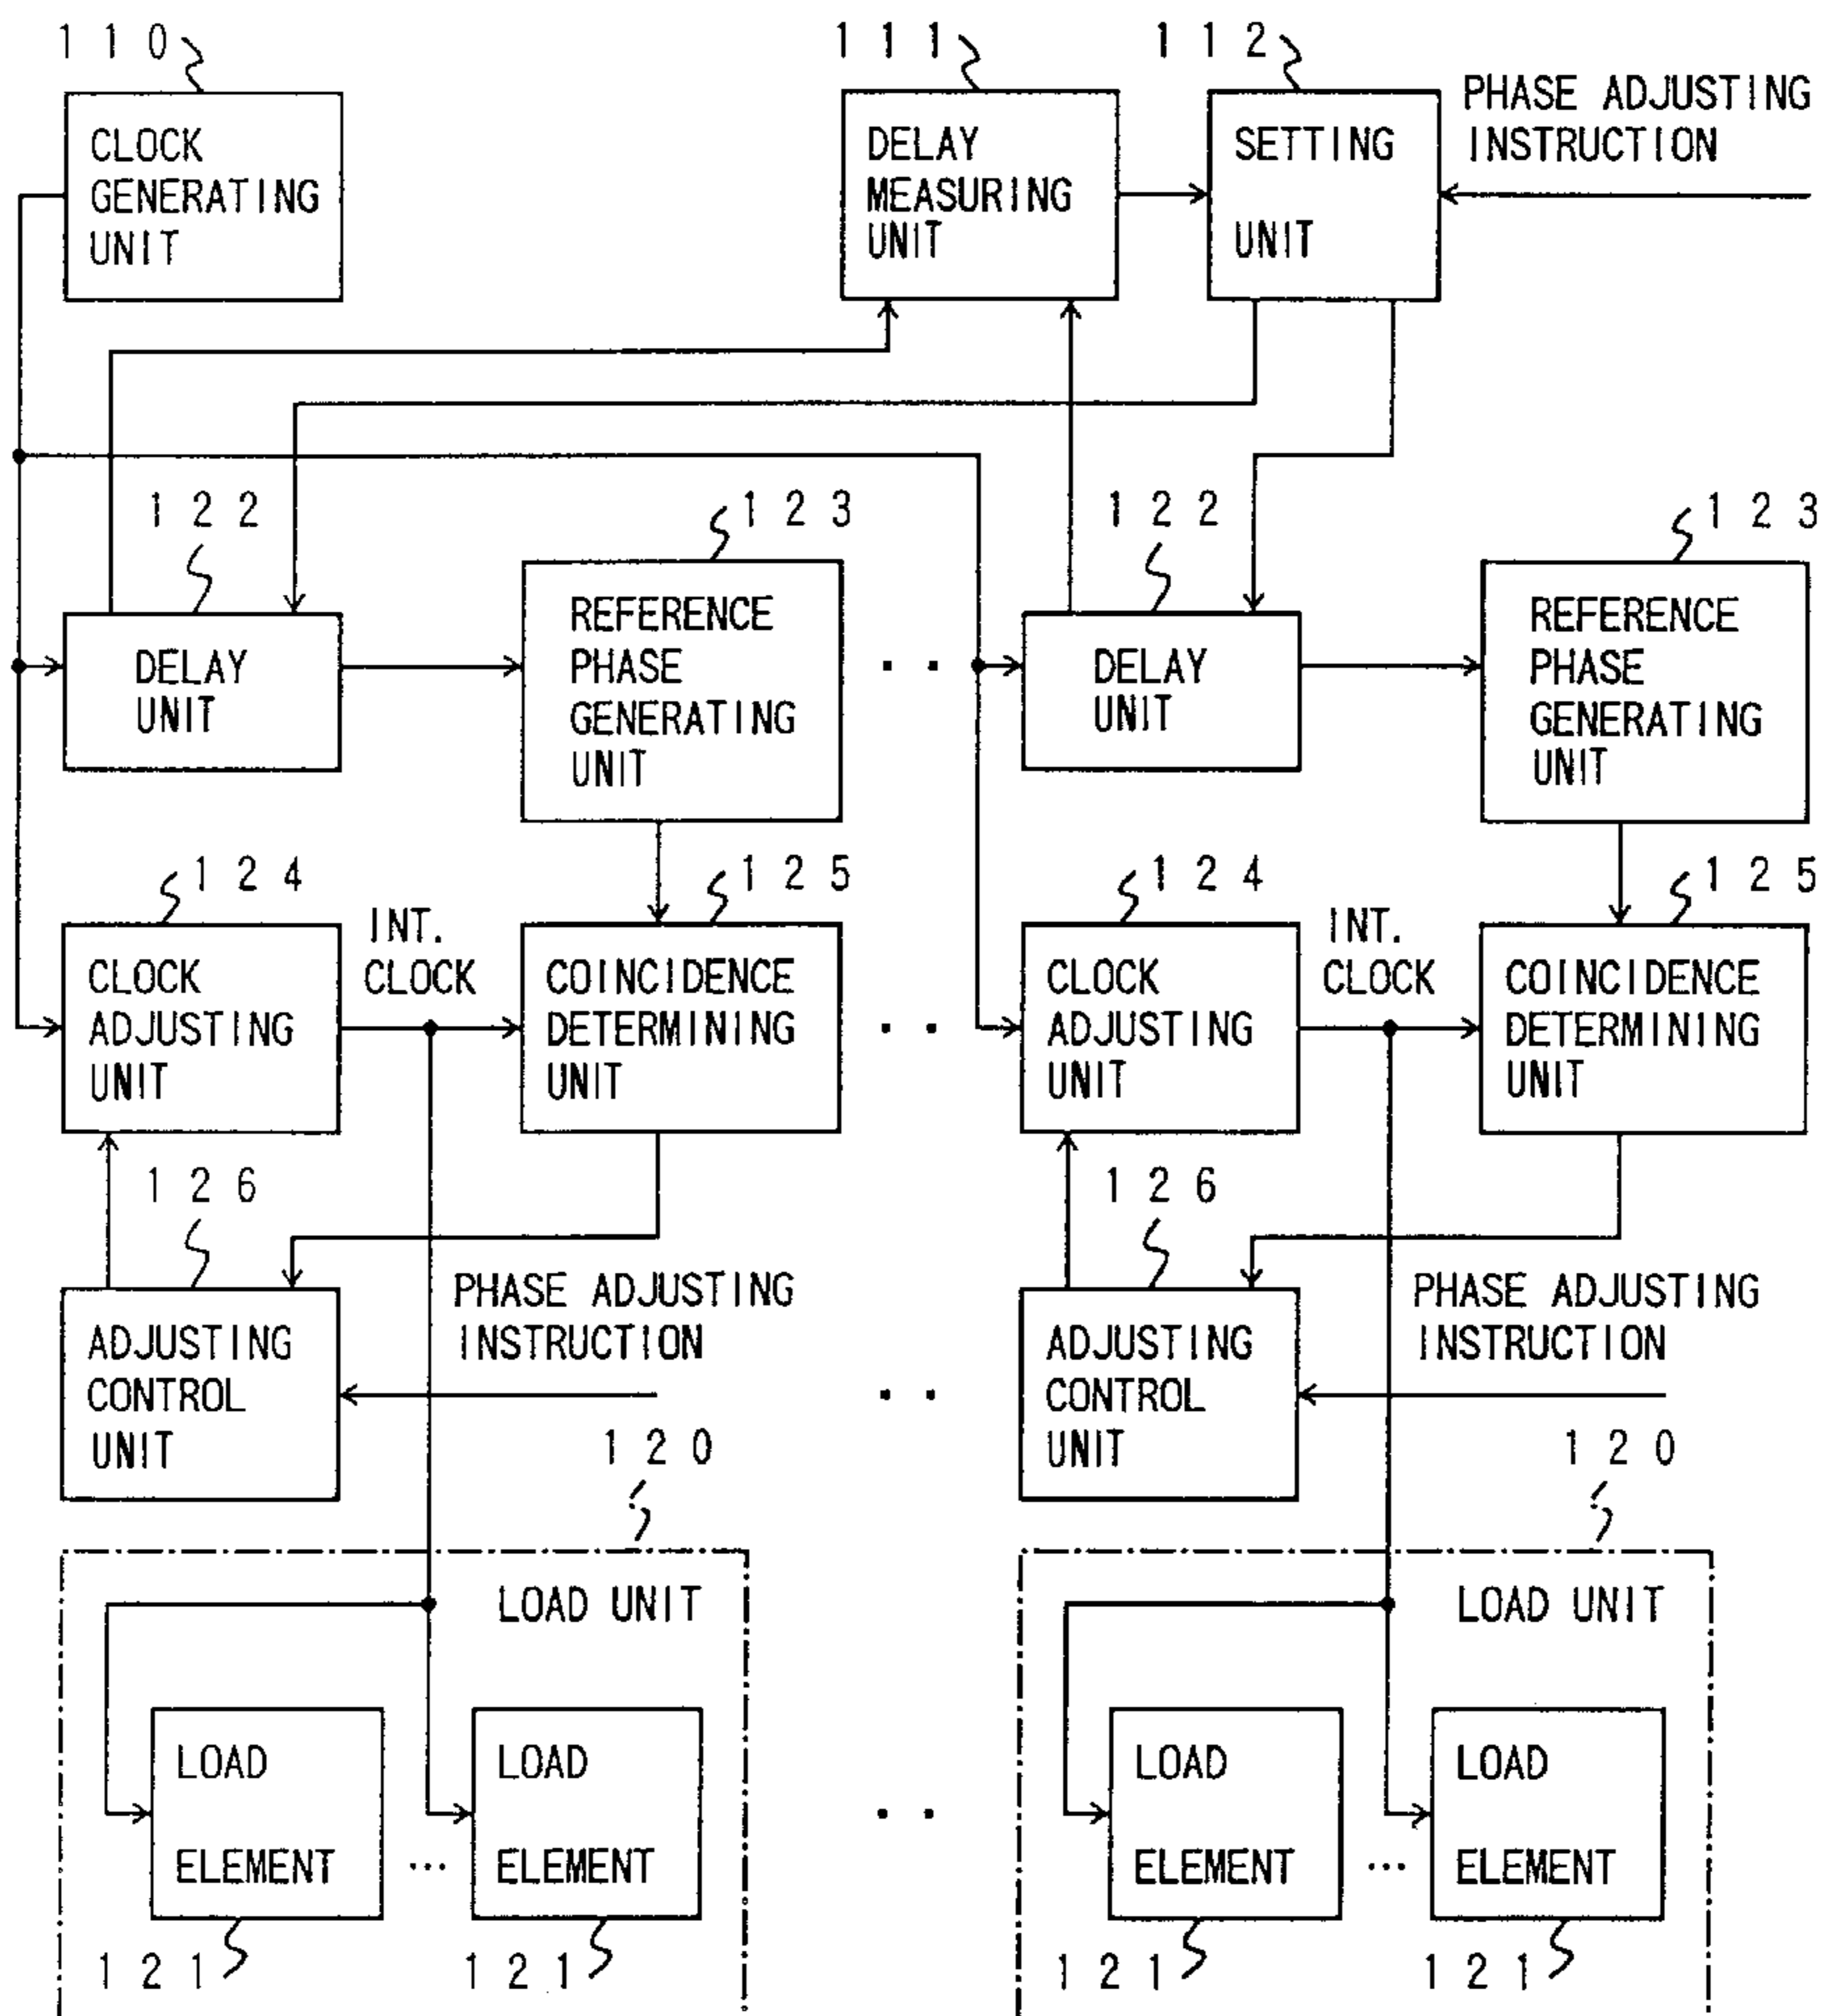 110
111
112
PHASE ADJUSTING
INSTRUCTION
CLOCK
GENERATING
UNIT
DELAY
MEASURING
UNIT
SETTING
UNIT
122
123
122
123
DELAY
UNIT
REFERENCE
PHASE
GENERATING
UNIT
DELAY
UNIT
REFERENCE
PHASE
GENERATING
UNIT
124
125
124
125
CLOCK
ADJUSTING
UNIT
INT.
CLOCK
COINCIDENCE
DETERMINING
UNIT
CLOCK
ADJUSTING
UNIT
INT.
CLOCK
COINCIDENCE
DETERMINING
UNIT
126
126
ADJUSTING
CONTROL
UNIT
PHASE ADJUSTING
INSTRUCTION
ADJUSTING
CONTROL
UNIT
PHASE ADJUSTING
INSTRUCTION
120
120
LOAD UNIT
LOAD UNIT
LOAD
ELEMENT
...
LOAD
ELEMENT
LOAD
ELEMENT
...
LOAD
ELEMENT
121
121
121
121